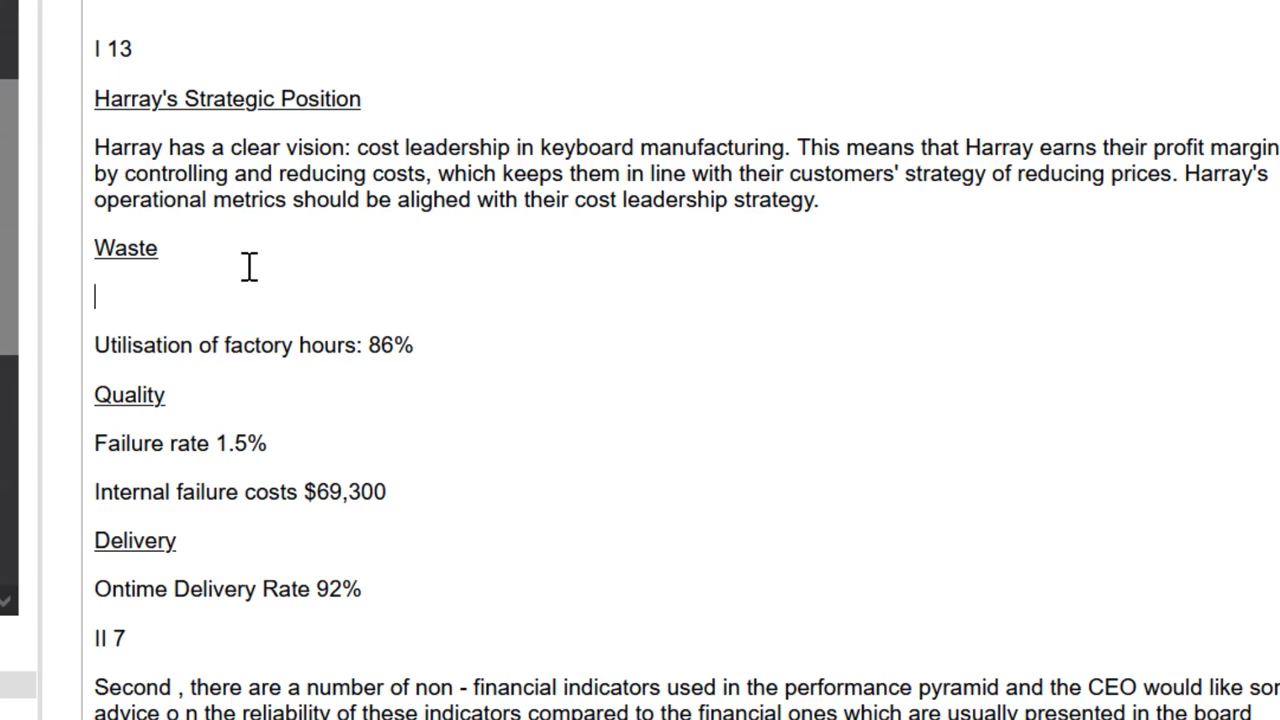 I 13
Harray's Strategic Position
Harray has a clear vision: cost leadership in keyboard manufacturing. This means that Harray earns their profit margin
by controlling and reducing costs, which keeps them in line with their customers' strategy of reducing prices. Harray's
operational metrics should be alighed with their cost leadership strategy.
Waste
Utilisation of factory hours: 86%
Quality
Failure rate 1.5%
Internal failure costs $69,300
Delivery
Ontime Delivery Rate 92%
II 7
Second , there are a number of non - financial indicators used in the performance pyramid and the CEO would like
advice o n the reliability of these indicators compared to the financial ones which are usually presented in the board